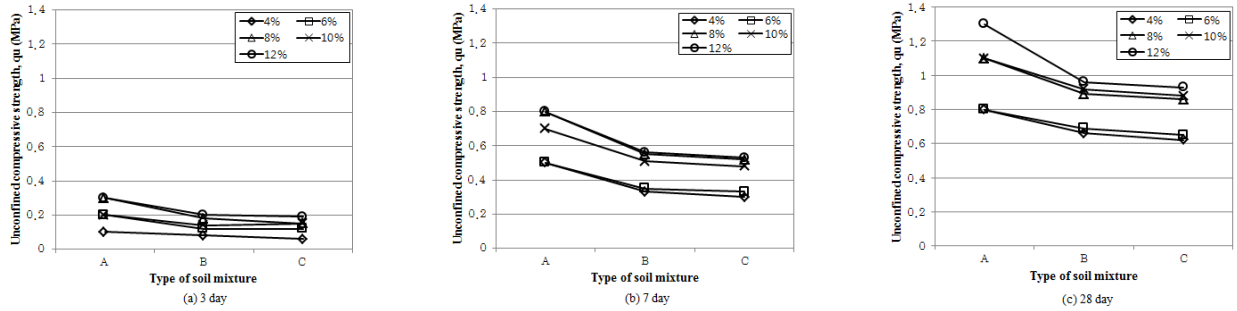 Unconfined compressive strength, qu (MPa)
1,4
1,2
1
0,8
0,6
0,4
0,2
0
4% 6%
8% 10%
12%
A B C
Type of soil mixture
(a) 3 day
Unconfined compressive strength, qu (MPa)
1,4
1,2
1
0,8
0,6
0,4
0,2
0
4% 6%
8% 10%
12%
A B C
Type of soil mixture
(b) 7 day
Unconfined compressive strength, qu (MPa)
1,4
1,2
1
0,8
0,6
0,4
0,2
0
4% 6%
8% 10%
12%
A B C
Type of soil mixture
(c) 28 day